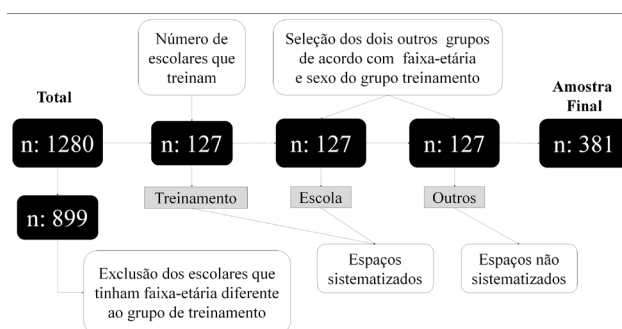 Número de
escolares que
treinam
Seleção dos dois outros grupos
de acordo com faixa-etária
e sexo do grupo treinamento
Total
Amostra
Final
n: 1280
n: 127
n: 127
n: 127
n: 381
Treinamento
Escola
Outros
n: 899
Espaços
sistematizados
Espaços não
sistematizados
Exclusão dos escolares que
tinham faixa-etária diferente
ao grupo de treinamento